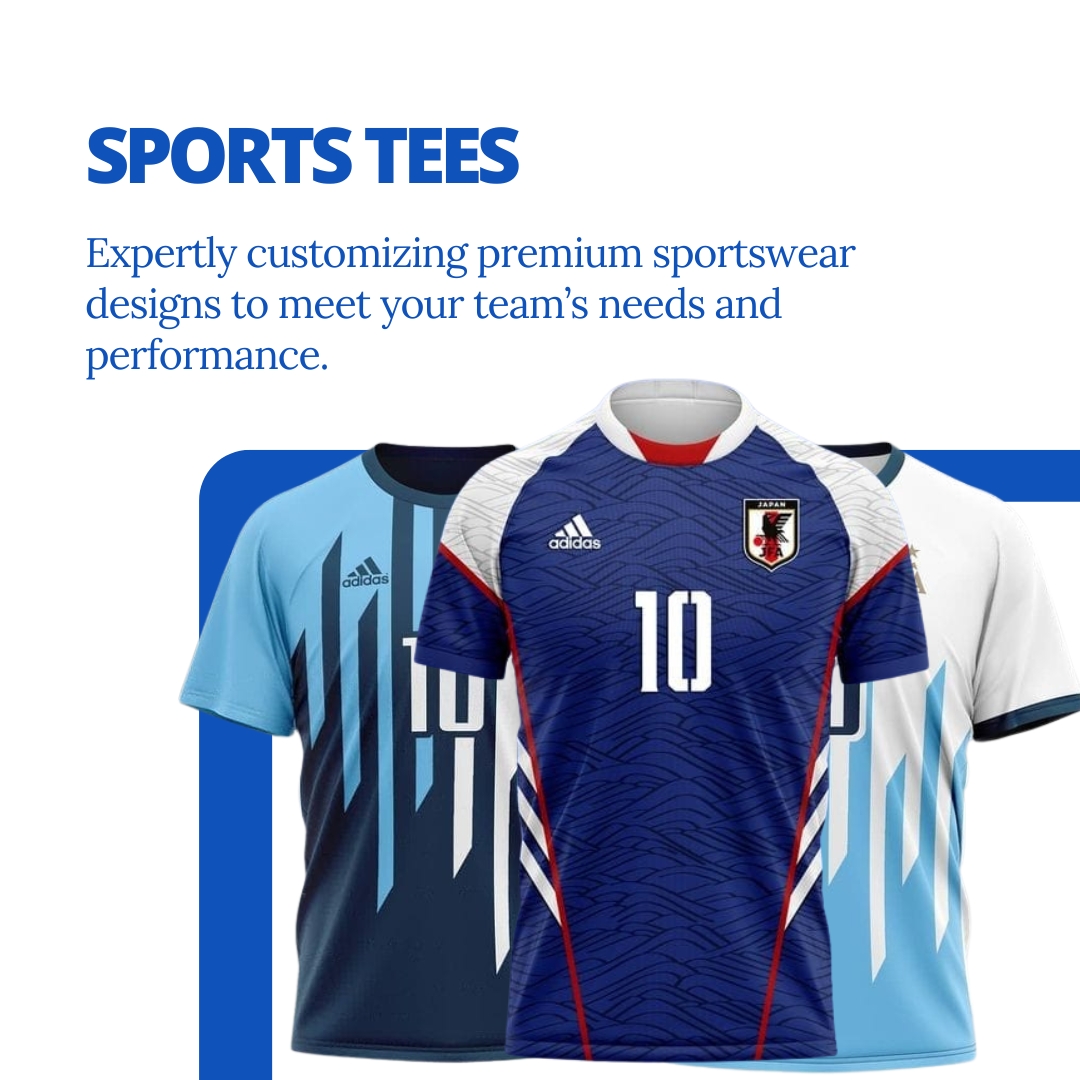 SPORTS TEES
Expertly customizing premium sportswear
designs to meet your team’s needs and
performance.
adidas
adidas
JAPAN
JFA
10
10